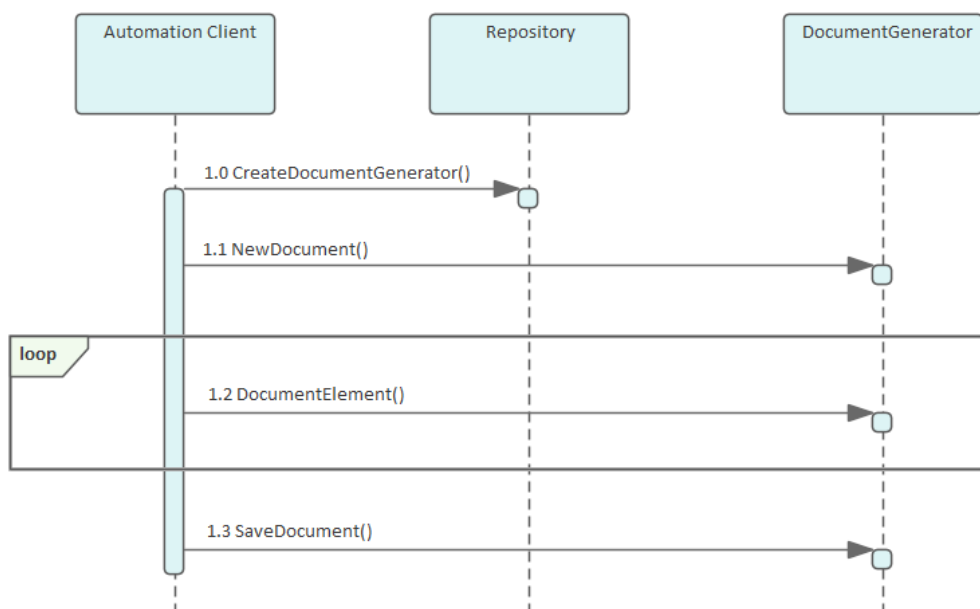 Automation Client
Repository
DocumentGenerator
1.0 CreateDocumentGenerator()
1.1 NewDocument()
loop
1.2 DocumentElement()
1.3 SaveDocument()